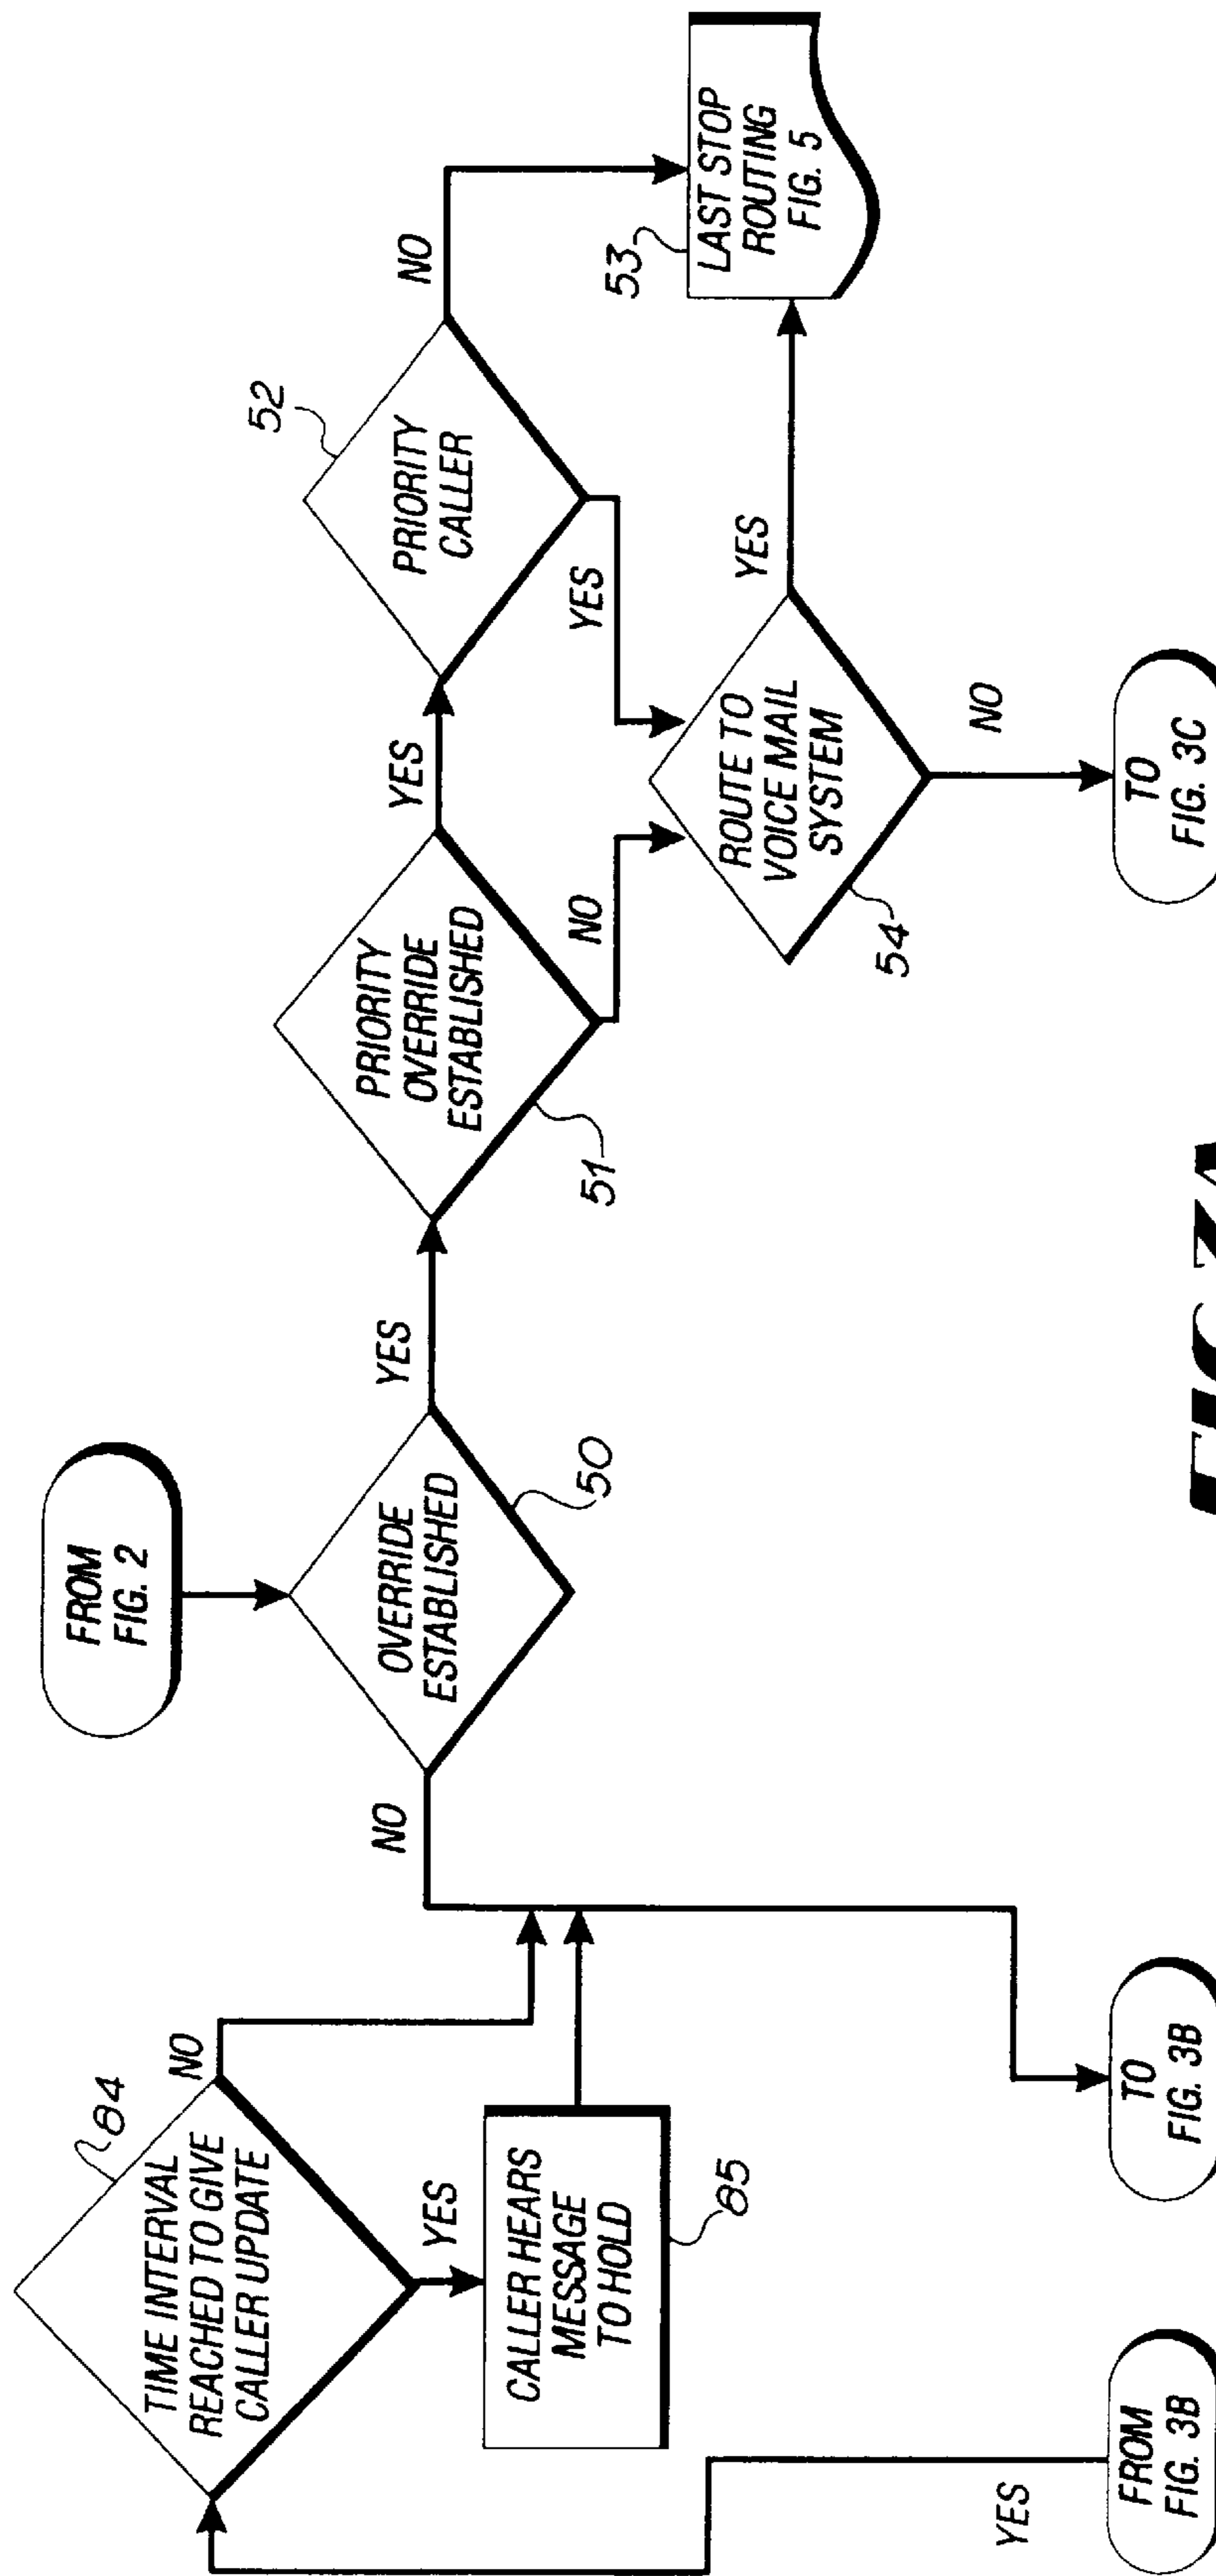 FROM
FIG. 2
84
TIME INTERVAL
REACHED TO GIVE
CALLER UPDATE
NO
YES
CALLER HEARS
MESSAGE
TO HOLD
85
YES
FROM
FIG. 3B
NO
TO
FIG. 3B
OVERRIDE
ESTABLISHED
50
YES
PRIORITY
OVERRIDE
ESTABLISHED
51
YES
NO
52
PRIORITY
CALLER
NO
YES
53
LAST STOP
ROUTING
FIG. 5
ROUTE TO
VOICE MAIL
SYSTEM
54
YES
NO
TO
FIG. 3C
FIG. 3A